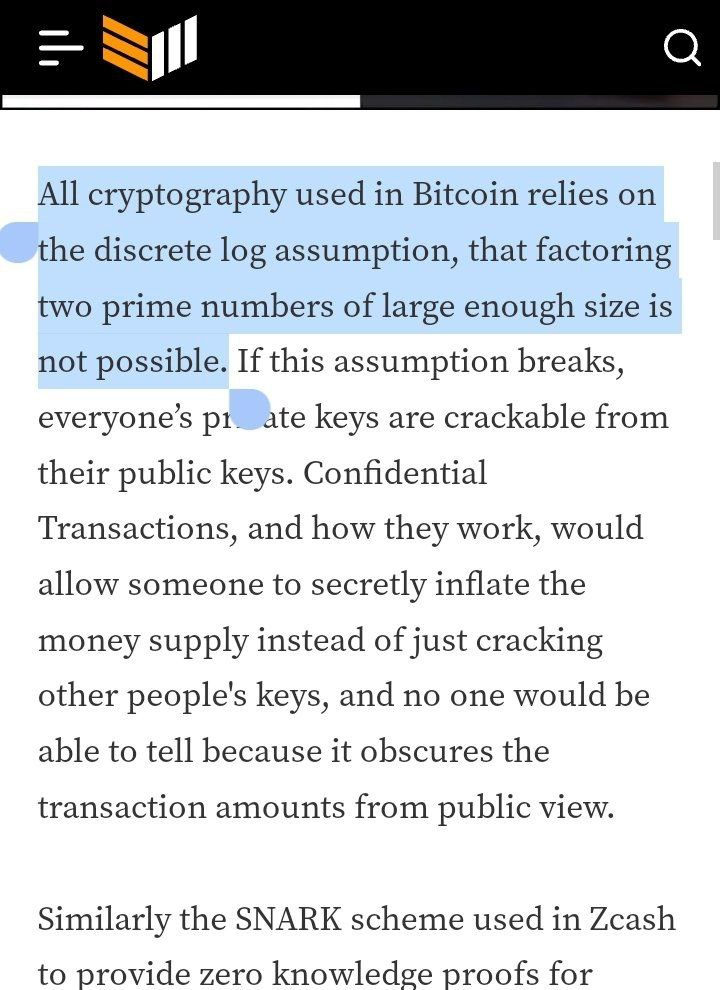 All cryptography used in Bitcoin relies on
the discrete log assumption, that factoring
two prime numbers of large enough size is
not possible. If this assumption breaks,
everyone’s private keys are crackable from
their public keys. Confidential
Transactions, and how they work, would
allow someone to secretly inflate the
money supply instead of just cracking
other people's keys, and no one would be
able to tell because it obscures the
transaction amounts from public view.
Similarly the SNARK scheme used in Zcash
to provide zero knowledge proofs for